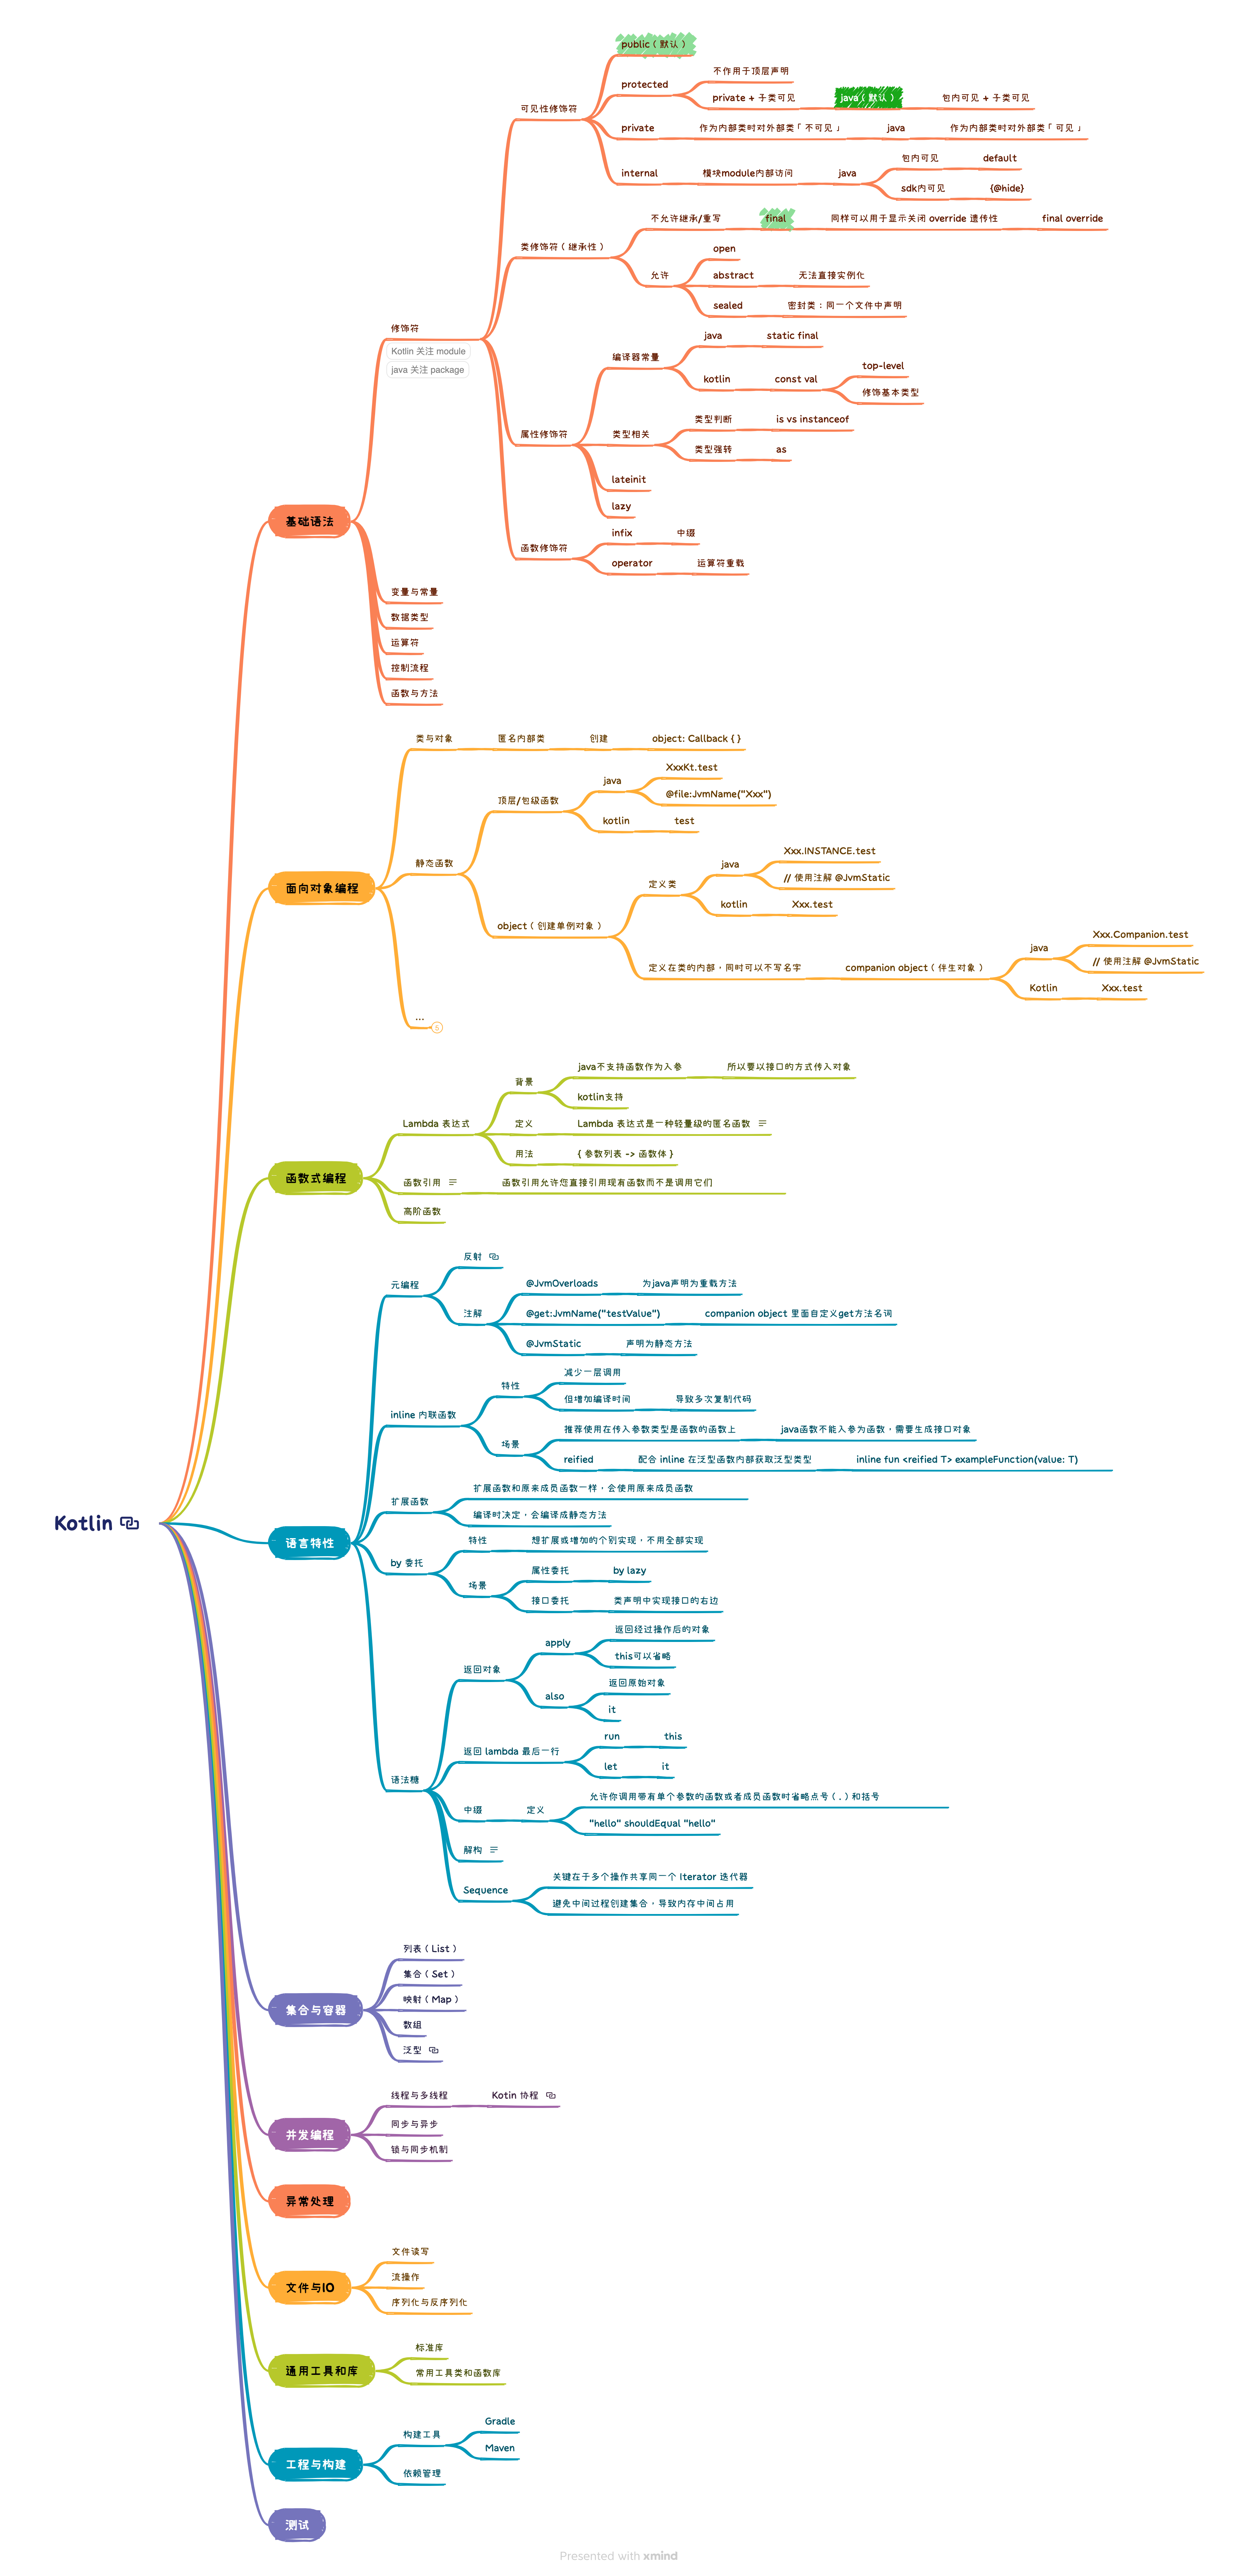 Kotlin
基础语法
修饰符
Kotlin 关注 module
java 关注 package
可见性修饰符
public（默认）
protected
不作用于顶层声明
private + 子类可见
java（默认）
包内可见 + 子类可见
private
作为内部类时对外部类「不可见」
java
作为内部类时对外部类「可见」
internal
模块module内部访问
java
包内可见
default
sdk内可见
{@hide}
类修饰符（继承性）
不允许继承/重写
final
同样可以用于显示关闭 override 遗传性
final override
允许
open
abstract
无法直接实例化
sealed
密封类：同一个文件中声明
属性修饰符
编译器常量
java
static final
kotlin
const val
top-level
修饰基本类型
类型相关
类型判断
is vs instanceof
类型强转
as
lateinit
lazy
函数修饰符
infix
中缀
operator
运算符重载
变量与常量
数据类型
运算符
控制流程
函数与方法
面向对象编程
类与对象
匿名内部类
创建
object: Callback { }
静态函数
顶层/包级函数
java
XxxKt.test
@file:JvmName("Xxx")
kotlin
test
object（创建单例对象）
定义类
java
Xxx.INSTANCE.test
// 使用注解 @JvmStatic
kotlin
Xxx.test
定义在类的内部，同时可以不写名字
companion object（伴生对象）
java
Xxx.Companion.test
// 使用注解 @JvmStatic
Kotlin
Xxx.test
...
5
函数式编程
Lambda 表达式
背景
java不支持函数作为入参
所以要以接口的方式传入对象
kotlin支持
定义
Lambda 表达式是一种轻量级的匿名函数
用法
{ 参数列表 -> 函数体 }
函数引用
函数引用允许您直接引用现有函数而不是调用它们
高阶函数
语言特性
元编程
反射
注解
@JvmOverloads
为java声明为重载方法
@get:JvmName("testValue")
companion object 里面自定义get方法名词
@JvmStatic
声明为静态方法
inline 内联函数
特性
减少一层调用
但增加编译时间
导致多次复制代码
场景
推荐使用在传入参数类型是函数的函数上
java函数不能入参为函数，需要生成接口对象
reified
配合 inline 在泛型函数内部获取泛型类型
inline fun <reified T> exampleFunction(value: T)
扩展函数
扩展函数和原来成员函数一样，会使用原来成员函数
编译时决定，会编译成静态方法
by 委托
特性
想扩展或增加的个别实现，不用全部实现
场景
属性委托
by lazy
接口委托
类声明中实现接口的右边
语法糖
返回对象
apply
返回经过操作后的对象
this可以省略
also
返回原始对象
it
返回 lambda 最后一行
run
this
let
it
中缀
定义
允许你调用带有单个参数的函数或者成员函数时省略点号（.）和括号
"hello" shouldEqual "hello"
解构
Sequence
关键在于多个操作共享同一个 Iterator 迭代器
避免中间过程创建集合，导致内存中间占用
集合与容器
列表（List）
集合（Set）
映射（Map）
数组
泛型
并发编程
线程与多线程
Kotin 协程
同步与异步
锁与同步机制
异常处理
文件与IO
文件读写
流操作
序列化与反序列化
通用工具和库
标准库
常用工具类和函数库
工程与构建
构建工具
Gradle
Maven
依赖管理
测试
Presented with xmind